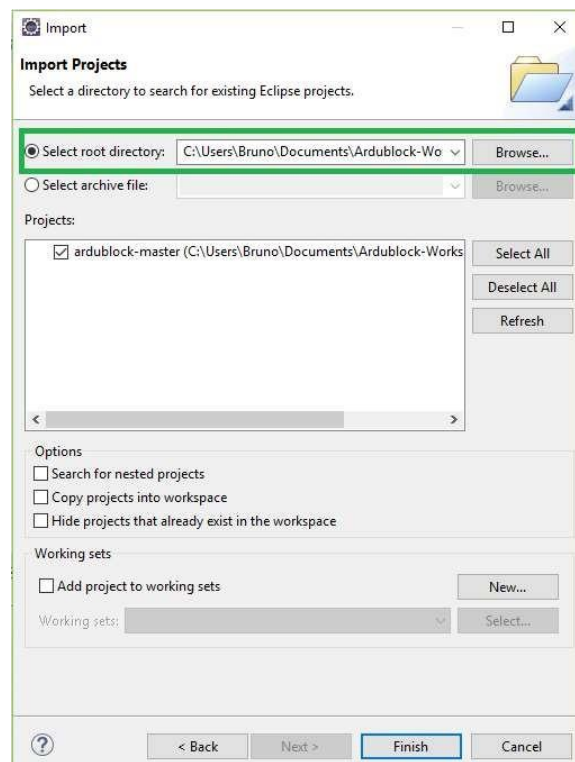 Import
Import Projects
Select a directory to search for existing Eclipse projects.
Select root directory: C:\Users\Bruno\Documents\Ardublock-Wo Browse...
Select archive file: Browse...
Projects:
ardublock-master (C:\Users\Bruno\Documents\Ardublock-Works
Select All
Deselect All
Refresh
Options
Search for nested projects
Copy projects into workspace
Hide projects that already exist in the workspace
Working sets
Add project to working sets New...
Working sets: Select...
? < Back Next > Finish Cancel